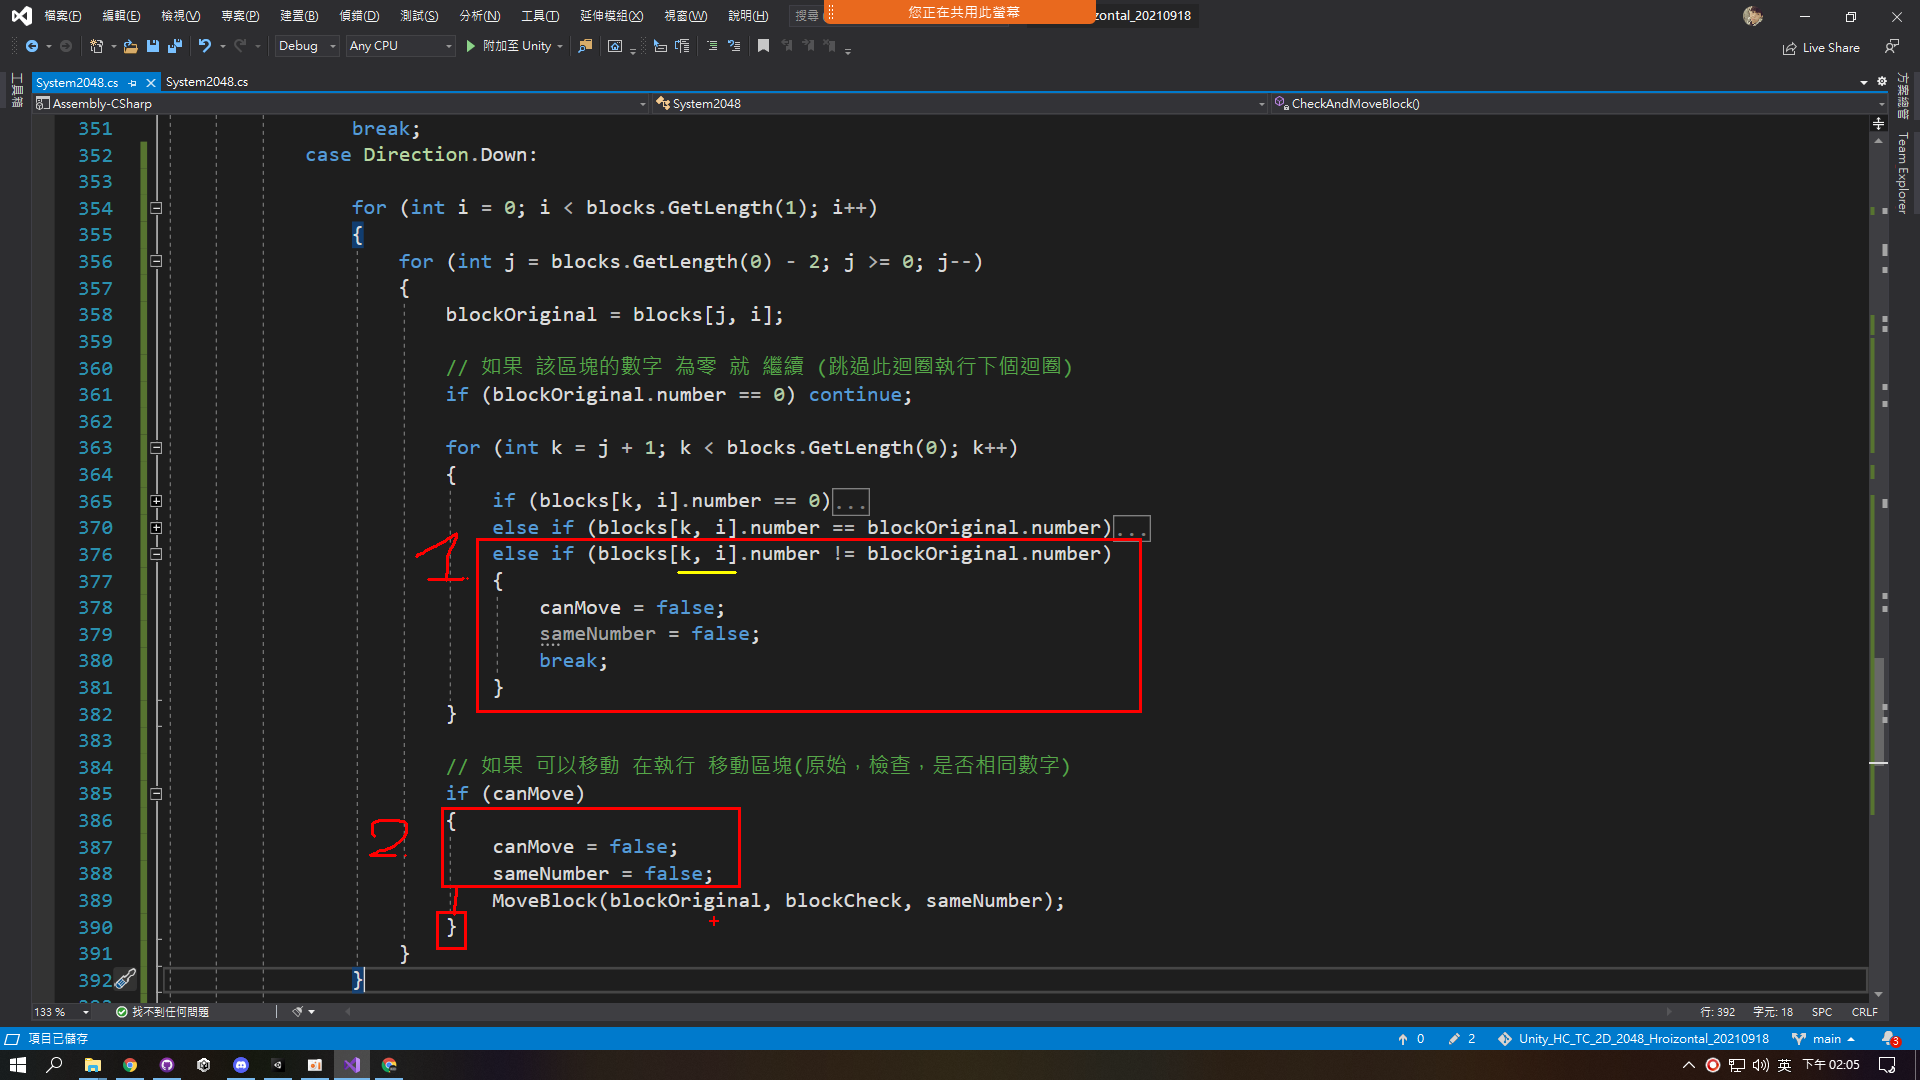 檔案(F) 編輯(E) 檢視(V) 專案(P) 建置(B) 偵錯(D) 測試(S) 分析(N) 工具(T) 延伸模組(X) 視窗(W) 說明(H) 搜尋 您正在共用此螢幕 izontal_20210918
Debug Any CPU 附加至 Unity Live Share
System2048.cs System2048.cs
工具箱
Assembly-CSharp System2048 CheckAndMoveBlock()
方案總管
Team Explorer
351 break;
352 case Direction.Down:
353
354 for (int i = 0; i < blocks.GetLength(1); i++)
355 {
356 for (int j = blocks.GetLength(0) - 2; j >= 0; j--)
357 {
358 blockOriginal = blocks[j, i];
359
360 // 如果 該區塊的數字 為零 就 繼續 (跳過此迴圈執行下個迴圈)
361 if (blockOriginal.number == 0) continue;
362
363 for (int k = j + 1; k < blocks.GetLength(0); k++)
364 {
365 if (blocks[k, i].number == 0)...
370 else if (blocks[k, i].number == blockOriginal.number)...
1
376 else if (blocks[k, i].number != blockOriginal.number)
377 {
378 canMove = false;
379 sameNumber = false;
380 break;
381 }
382 }
383
384 // 如果 可以移動 在執行 移動區塊(原始，檢查，是否相同數字)
385 if (canMove)
2
386 {
387 canMove = false;
388 sameNumber = false;
389 MoveBlock(blockOriginal, blockCheck, sameNumber);
390 }
391 }
392 }
133 % 找不到任何問題 行: 392 字元: 18 SPC CRLF
項目已儲存 0 2 Unity_HC_TC_2D_2048_Hroizontal_20210918 main 3
英 下午 02:05